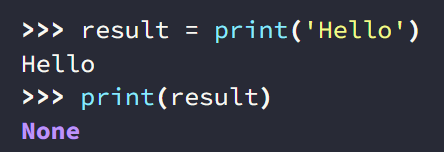 >>> result = print('Hello')
Hello
>>> print(result)
None